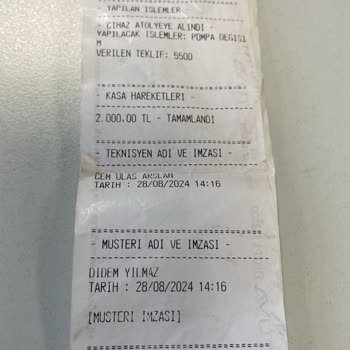 - YAPILAN ISLEMLER -
- CIHAZ ATOLYEYE ALINDI -
YAPILACAK ISLEMLER: POMPA DEGISI
M
VERILEN TEKLIF: 5500
- KASA HAREKETLERI -
2.000.00 TL - TAMAMLANDI
- TEKNISYEN ADI VE IMZASI -
CEM ULAS ARSLAN
TARIH : 28/08/2024 14:16
- MUSTERI ADI VE IMZASI -
DIDEM YILMAZ
TARIH : 28/08/2024 14:16
[MUSTERI IMZASI]